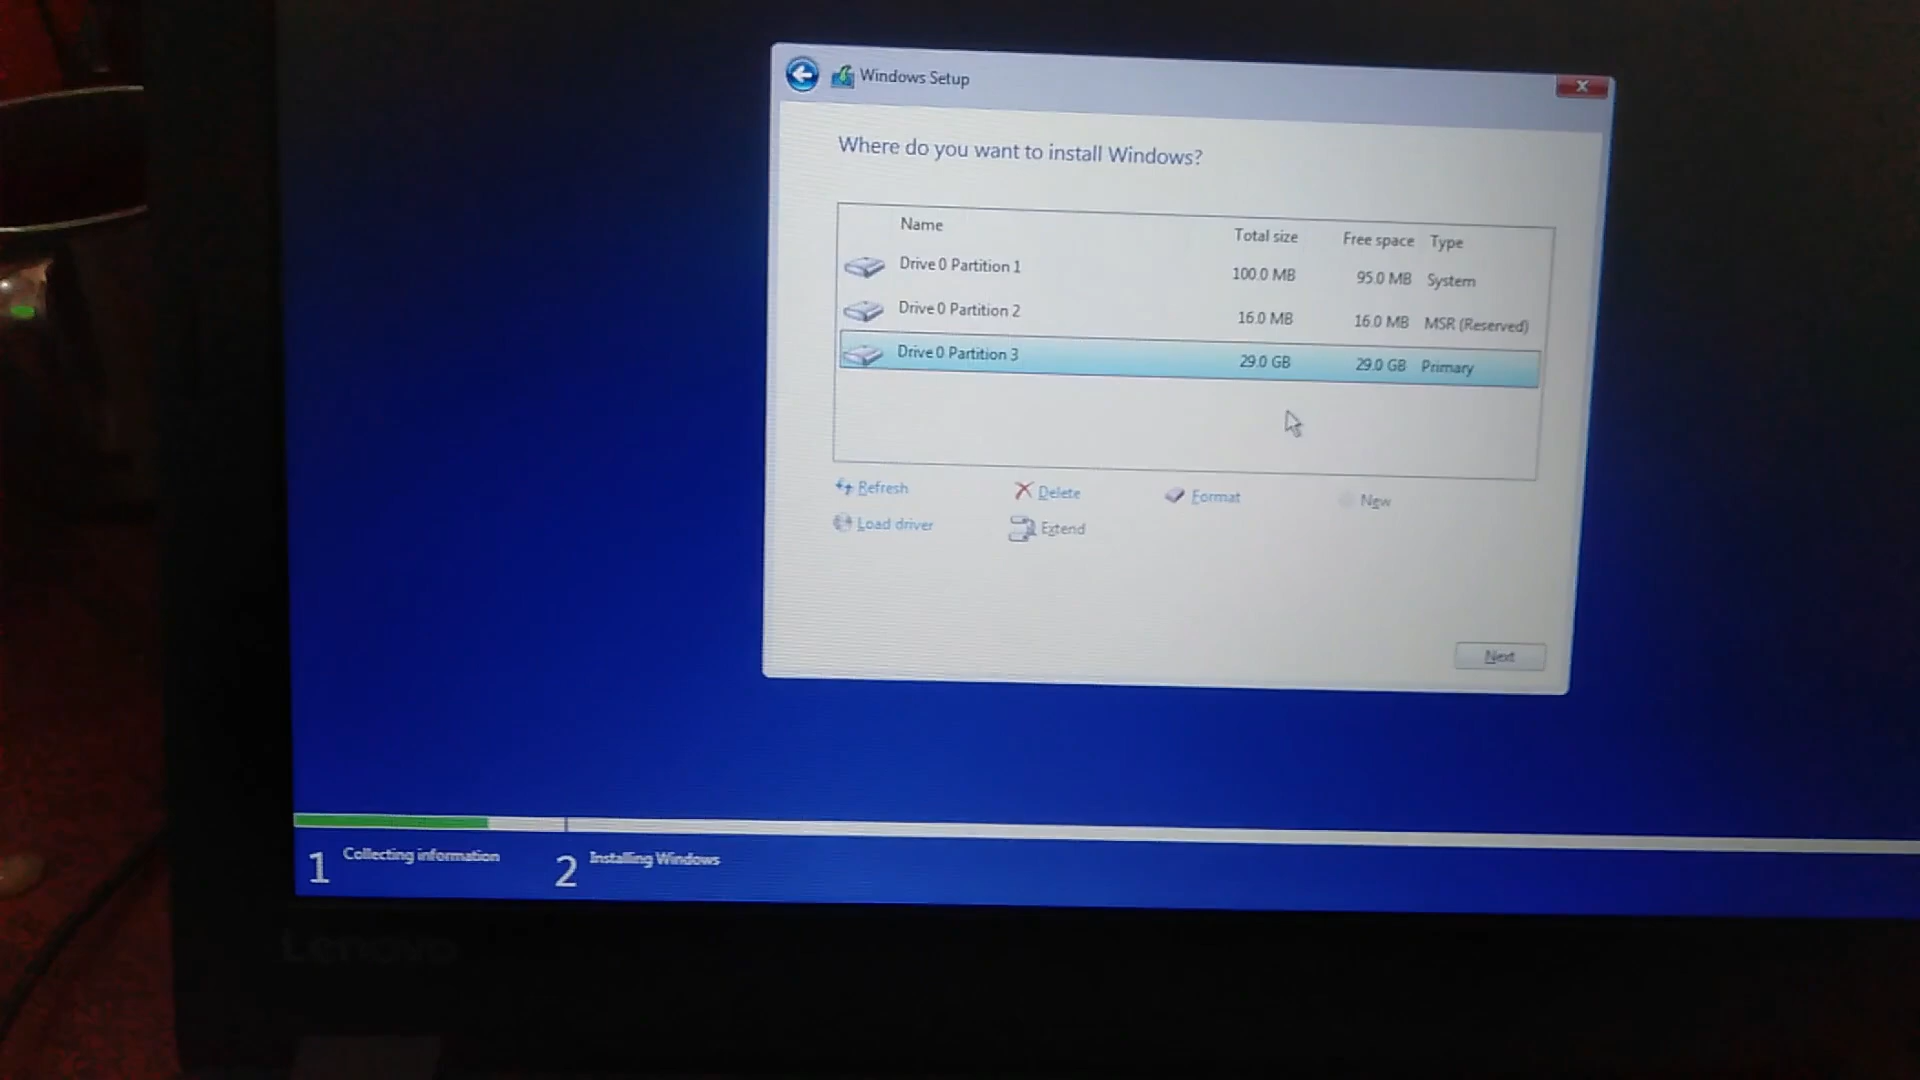 Windows Setup
Where do you want to install Windows?
Name Total size Free space Type
Drive 0 Partition 1 100.0 MB 95.0 MB System
Drive 0 Partition 2 16.0 MB 16.0 MB MSR (Reserved)
Drive 0 Partition 3 29.0 GB 29.0 GB Primary
Refresh Delete Format New
Load driver Extend
Next
1 Collecting information 2 Installing Windows
Lenovo